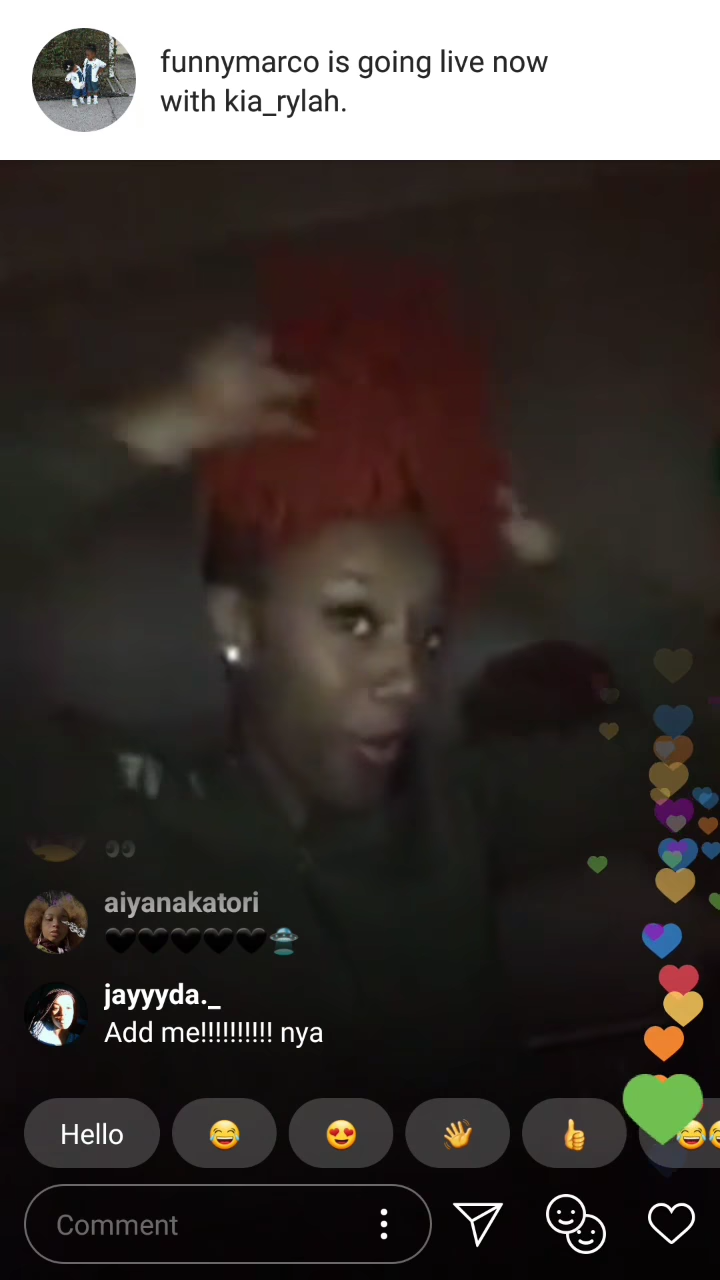 funnymarco is going live now
with kia_rylah.
👀
aiyanakatori
🖤🖤🖤🖤🖤🛸
jayyyda._
Add me!!!!!!!!!! nya
Hello 😂 😍 👋 👍 😂😂
Comment